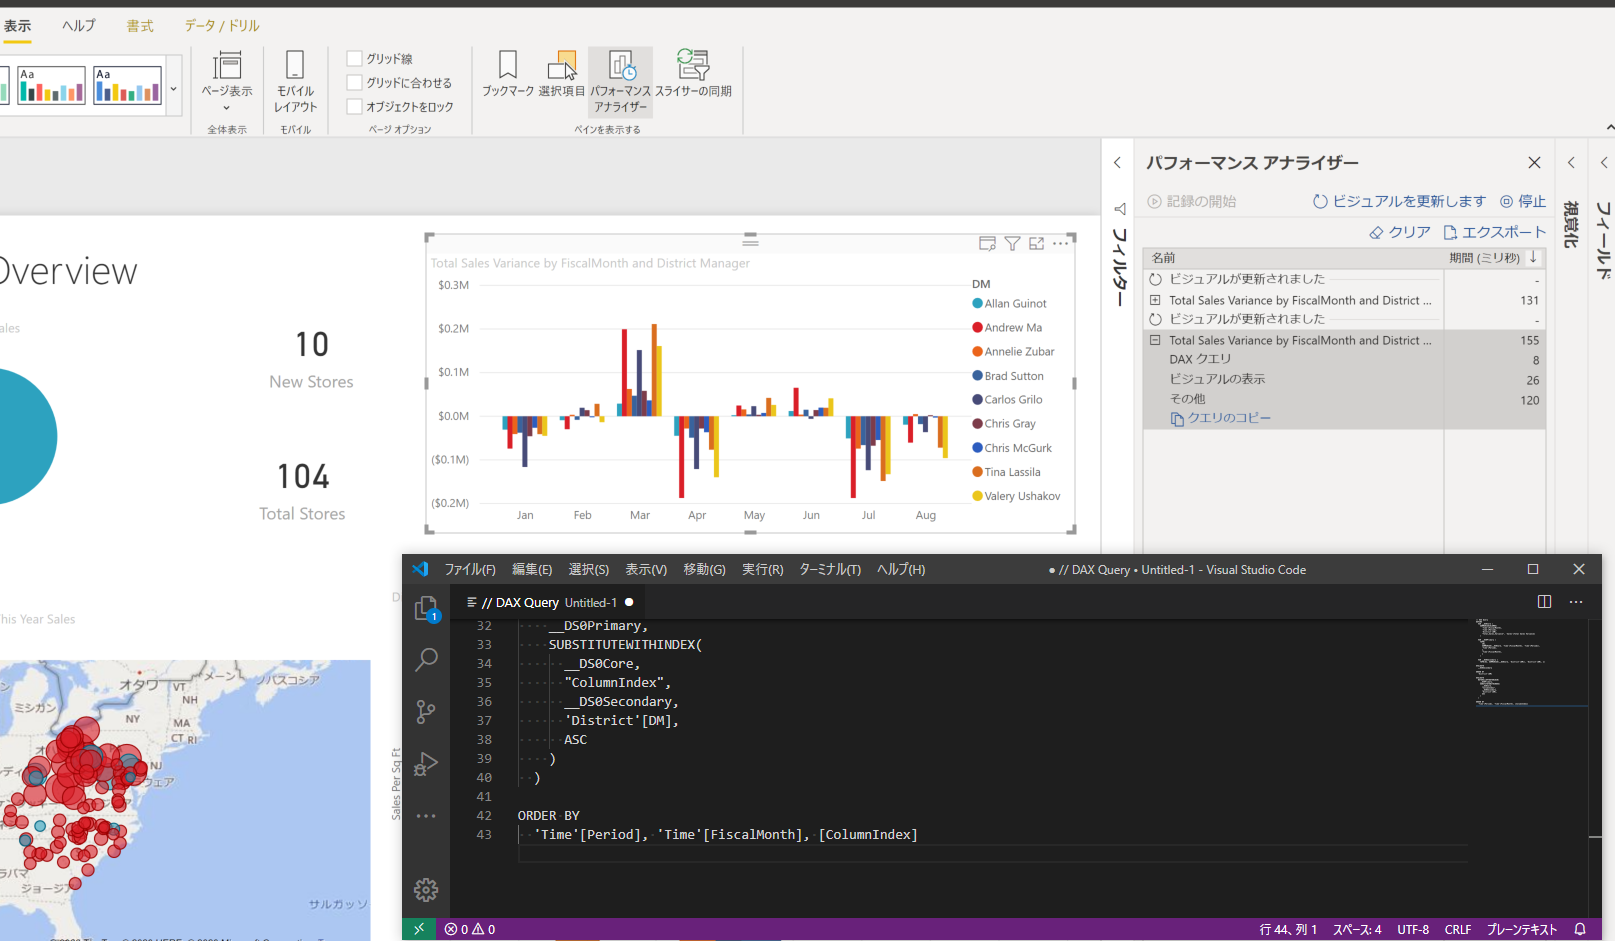 表示 ヘルプ 書式 データ / ドリル
Aa Aa
ページ表示
モバイル
レイアウト
グリッド線
グリッドに合わせる
オブジェクトをロック
ブックマーク 選択項目 パフォーマンス
アナライザー
スライサーの同期
全体表示 モバイル ページ オプション ペインを表示する
パフォーマンス アナライザー
記録の開始 ビジュアルを更新します 停止
クリア エクスポート
名前 期間 (ミリ秒) ↓
ビジュアルが更新されました -
Total Sales Variance by FiscalMonth and District ... 131
ビジュアルが更新されました -
Total Sales Variance by FiscalMonth and District ... 155
DAX クエリ 8
ビジュアルの表示 26
その他 120
クエリのコピー
フィルター
視覚化
フィールド
Overview
ales
10
New Stores
104
Total Stores
his Year Sales
Total Sales Variance by FiscalMonth and District Manager
$0.3M
$0.2M
$0.1M
$0.0M
($0.1M)
($0.2M)
Jan Feb Mar Apr May Jun Jul Aug
DM
Allan Guinot
Andrew Ma
Annelie Zubar
Brad Sutton
Carlos Grilo
Chris Gray
Chris McGurk
Tina Lassila
Valery Ushakov
オタワ
VT
メーン
ノバスコシア
NH
ミシガン
NY
MA
CT RI
NJ
ウェア
ラバマ
ジョージア
サルガッソ
Sales Per Sq Ft
ファイル(F) 編集(E) 選択(S) 表示(V) 移動(G) 実行(R) ターミナル(T) ヘルプ(H)
● // DAX Query • Untitled-1 - Visual Studio Code
// DAX Query Untitled-1 ●
1
32 __DS0Primary,
33 SUBSTITUTEWITHINDEX(
34 __DS0Core,
35 "ColumnIndex",
36 __DS0Secondary,
37 'District'[DM],
38 ASC
39 )
40 )
41
42 ORDER BY
43 'Time'[Period], 'Time'[FiscalMonth], [ColumnIndex]
0 0
行 44、列 1 スペース: 4 UTF-8 CRLF プレーンテキスト